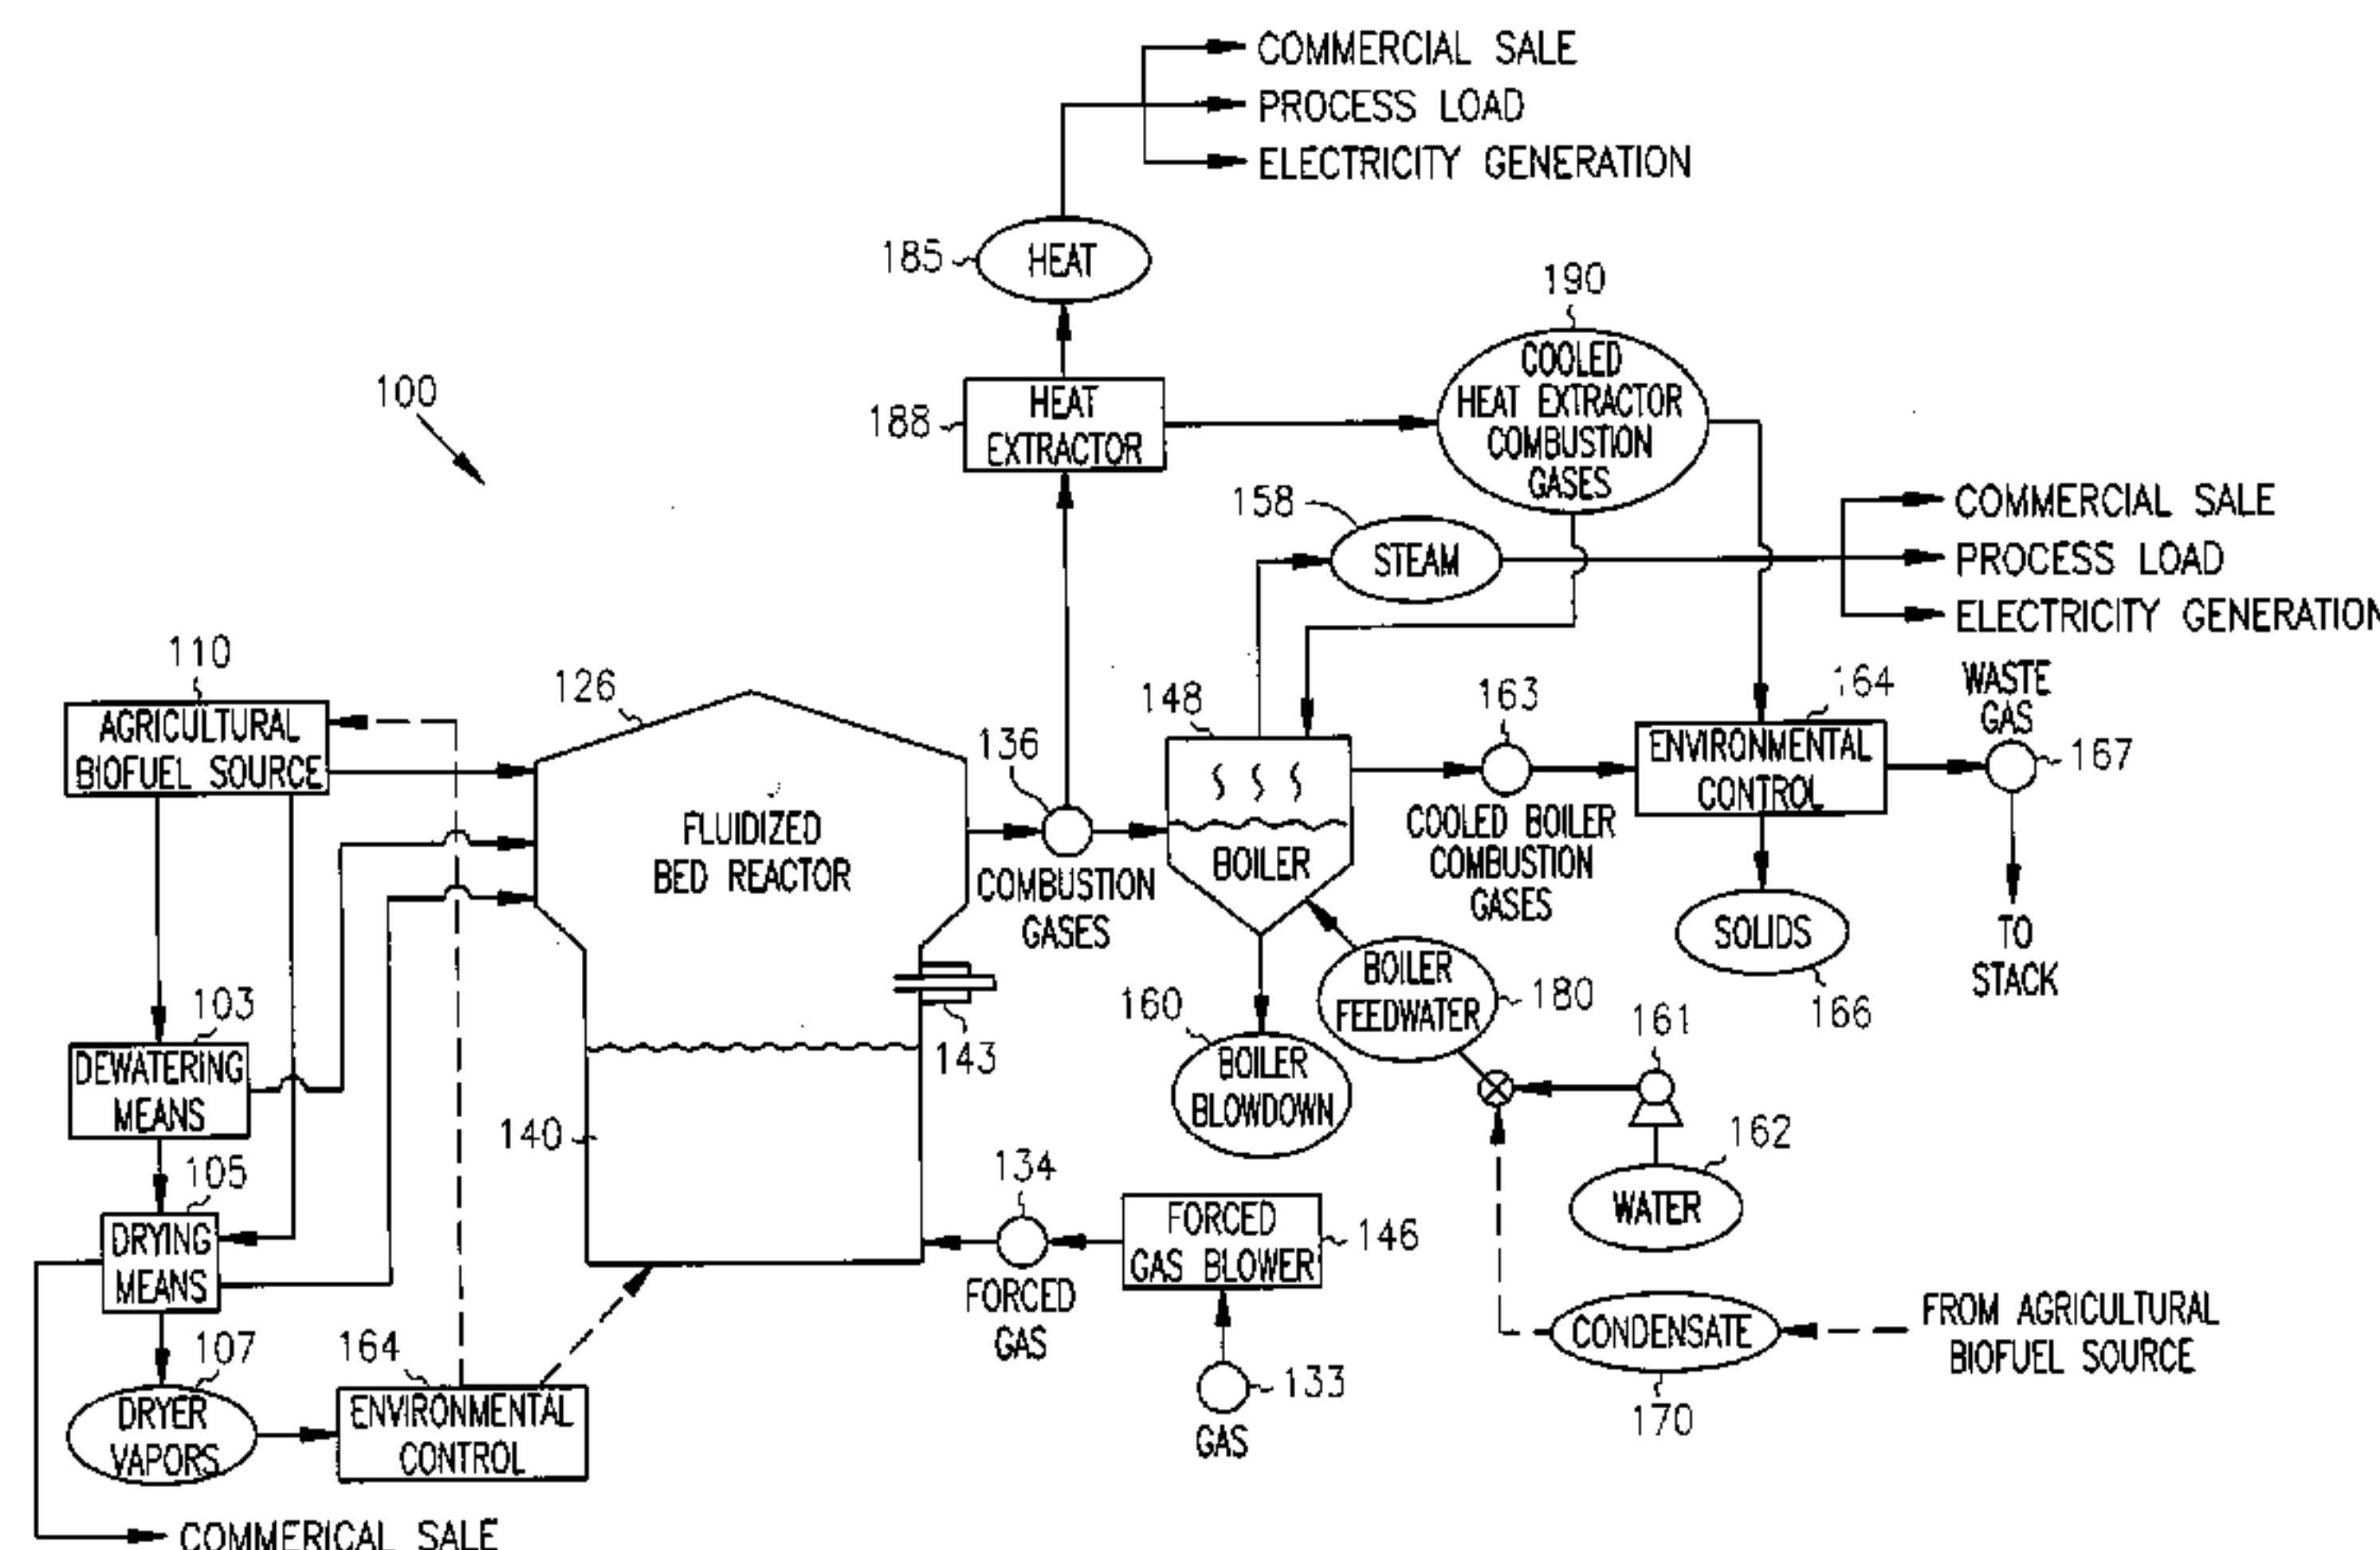 COMMERCIAL SALE
PROCESS LOAD
ELECTRICITY GENERATION
185
HEAT
190
COOLED
HEAT EXTRACTOR
COMBUSTION
GASES
100
188
HEAT
EXTRACTOR
158
STEAM
COMMERCIAL SALE
PROCESS LOAD
ELECTRICITY GENERATION
110
AGRICULTURAL
BIOFUEL SOURCE
126
FLUIDIZED
BED REACTOR
136
COMBUSTION
GASES
148
BOILER
163
COOLED BOILER
COMBUSTION
GASES
164
ENVIRONMENTAL
CONTROL
WASTE
GAS
167
TO
STACK
SOLIDS
166
103
DEWATERING
MEANS
143
160
BOILER
BLOWDOWN
BOILER
FEEDWATER
180
161
162
WATER
140
105
DRYING
MEANS
134
FORCED
GAS
FORCED
GAS BLOWER
146
133
GAS
CONDENSATE
170
FROM AGRICULTURAL
BIOFUEL SOURCE
107
DRYER
VAPORS
164
ENVIRONMENTAL
CONTROL
COMMERICAL SALE